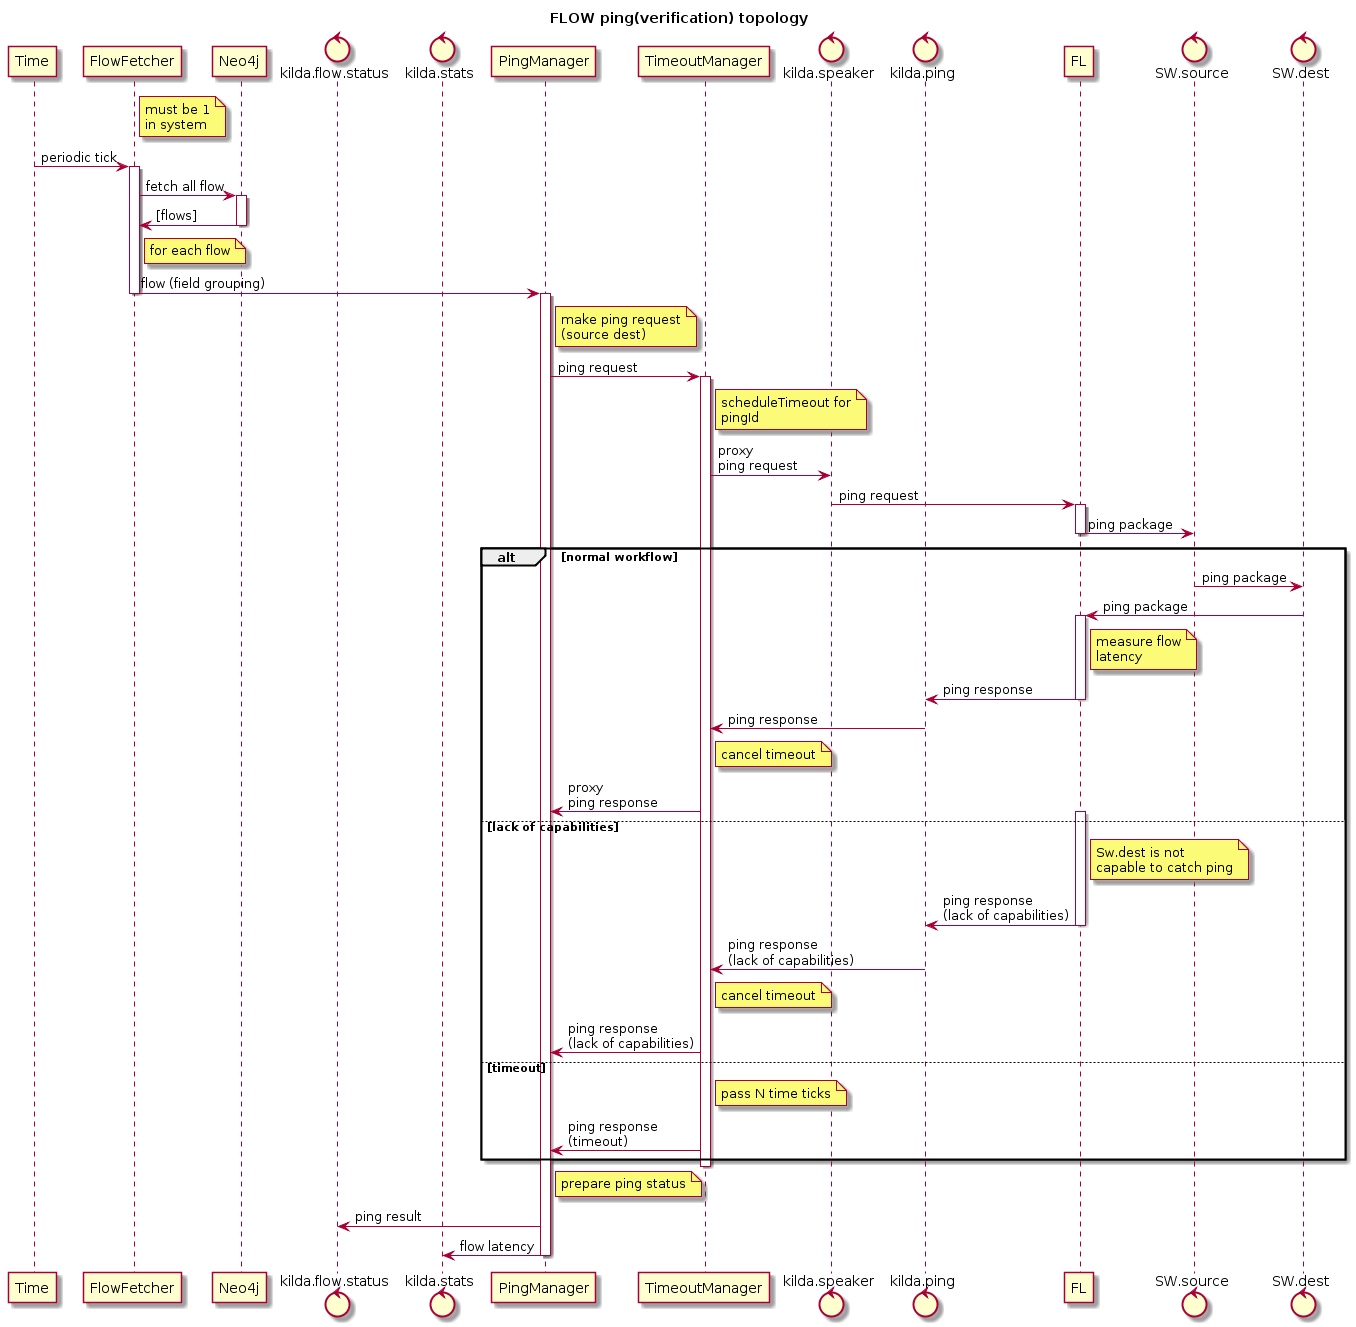 FLOW ping(verification) topology
Time
FlowFetcher
Neo4j
kilda.flow.status
kilda.stats
PingManager
TimeoutManager
kilda.speaker
kilda.ping
FL
SW.source
SW.dest
must be 1
in system
periodic tick
fetch all flow
[flows]
for each flow
flow (field grouping)
make ping request
(source dest)
ping request
scheduleTimeout for
pingId
proxy
ping request
ping request
ping package
alt
[normal workflow]
ping package
ping package
measure flow
latency
ping response
ping response
cancel timeout
proxy
ping response
[lack of capabilities]
Sw.dest is not
capable to catch ping
ping response
(lack of capabilities)
ping response
(lack of capabilities)
cancel timeout
ping response
(lack of capabilities)
[timeout]
pass N time ticks
ping response
(timeout)
prepare ping status
ping result
flow latency
Time
FlowFetcher
Neo4j
kilda.flow.status
kilda.stats
PingManager
TimeoutManager
kilda.speaker
kilda.ping
FL
SW.source
SW.dest